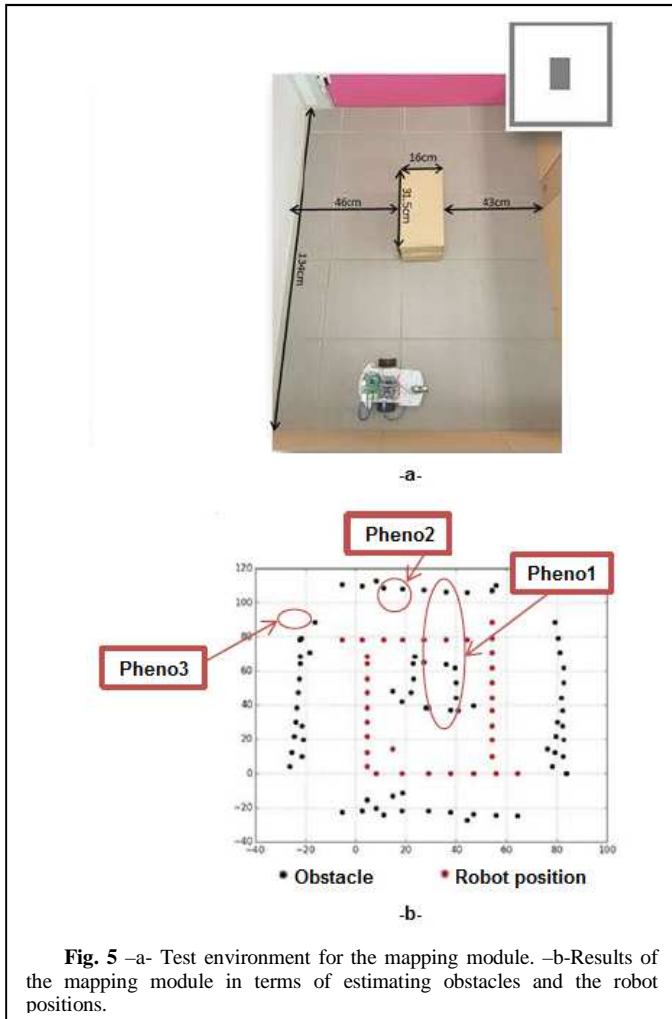 16cm
31.5cm
46cm
43cm
134cm
-a-
Pheno2
Pheno1
Pheno3
120
100
80
60
40
20
0
−20
−40
−40
−20
0
20
40
60
80
100
Obstacle
Robot position
-b-
Fig. 5 –a- Test environment for the mapping module. –b-Results of
the mapping module in terms of estimating obstacles and the robot
positions.